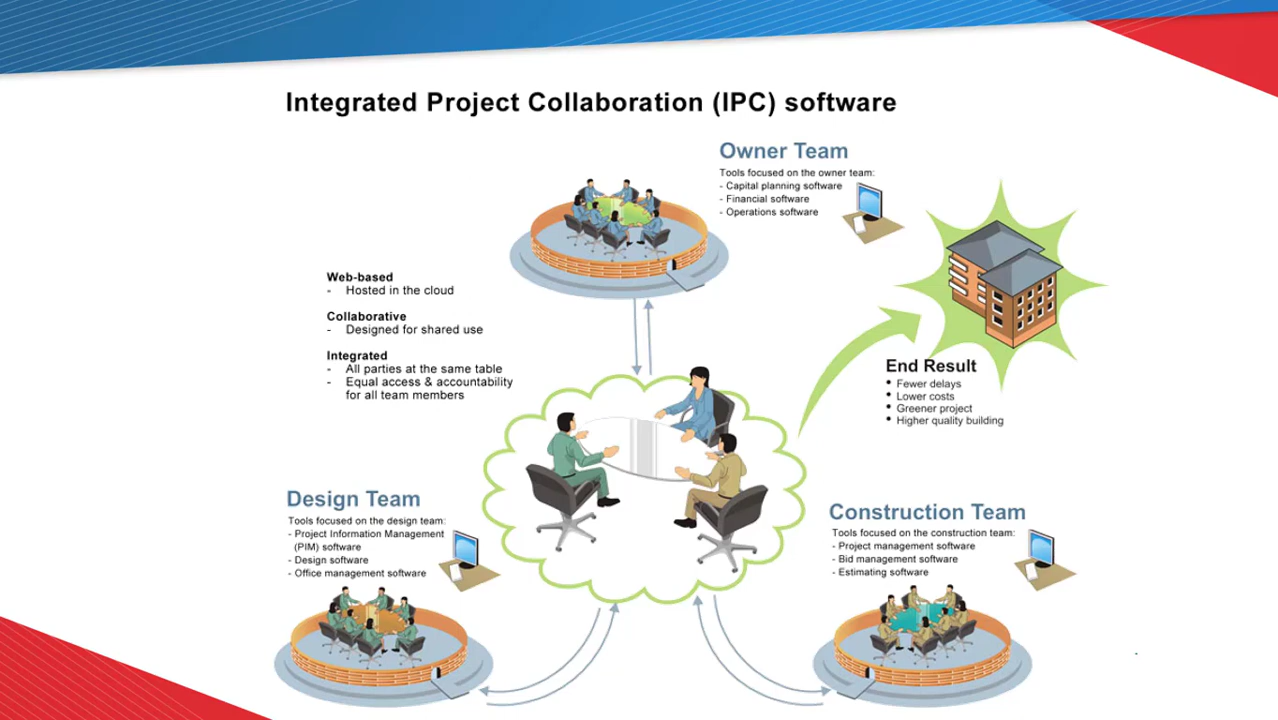 Integrated Project Collaboration (IPC) software
Owner Team
Tools focused on the owner team:
- Capital planning software
- Financial software
- Operations software
Web-based
- Hosted in the cloud
Collaborative
- Designed for shared use
Integrated
- All parties at the same table
- Equal access & accountability
for all team members
End Result
• Fewer delays
• Lower costs
• Greener project
• Higher quality building
Design Team
Tools focused on the design team:
- Project Information Management
(PIM) software
- Design software
- Office management software
Construction Team
Tools focused on the construction team:
- Project management software
- Bid management software
- Estimating software